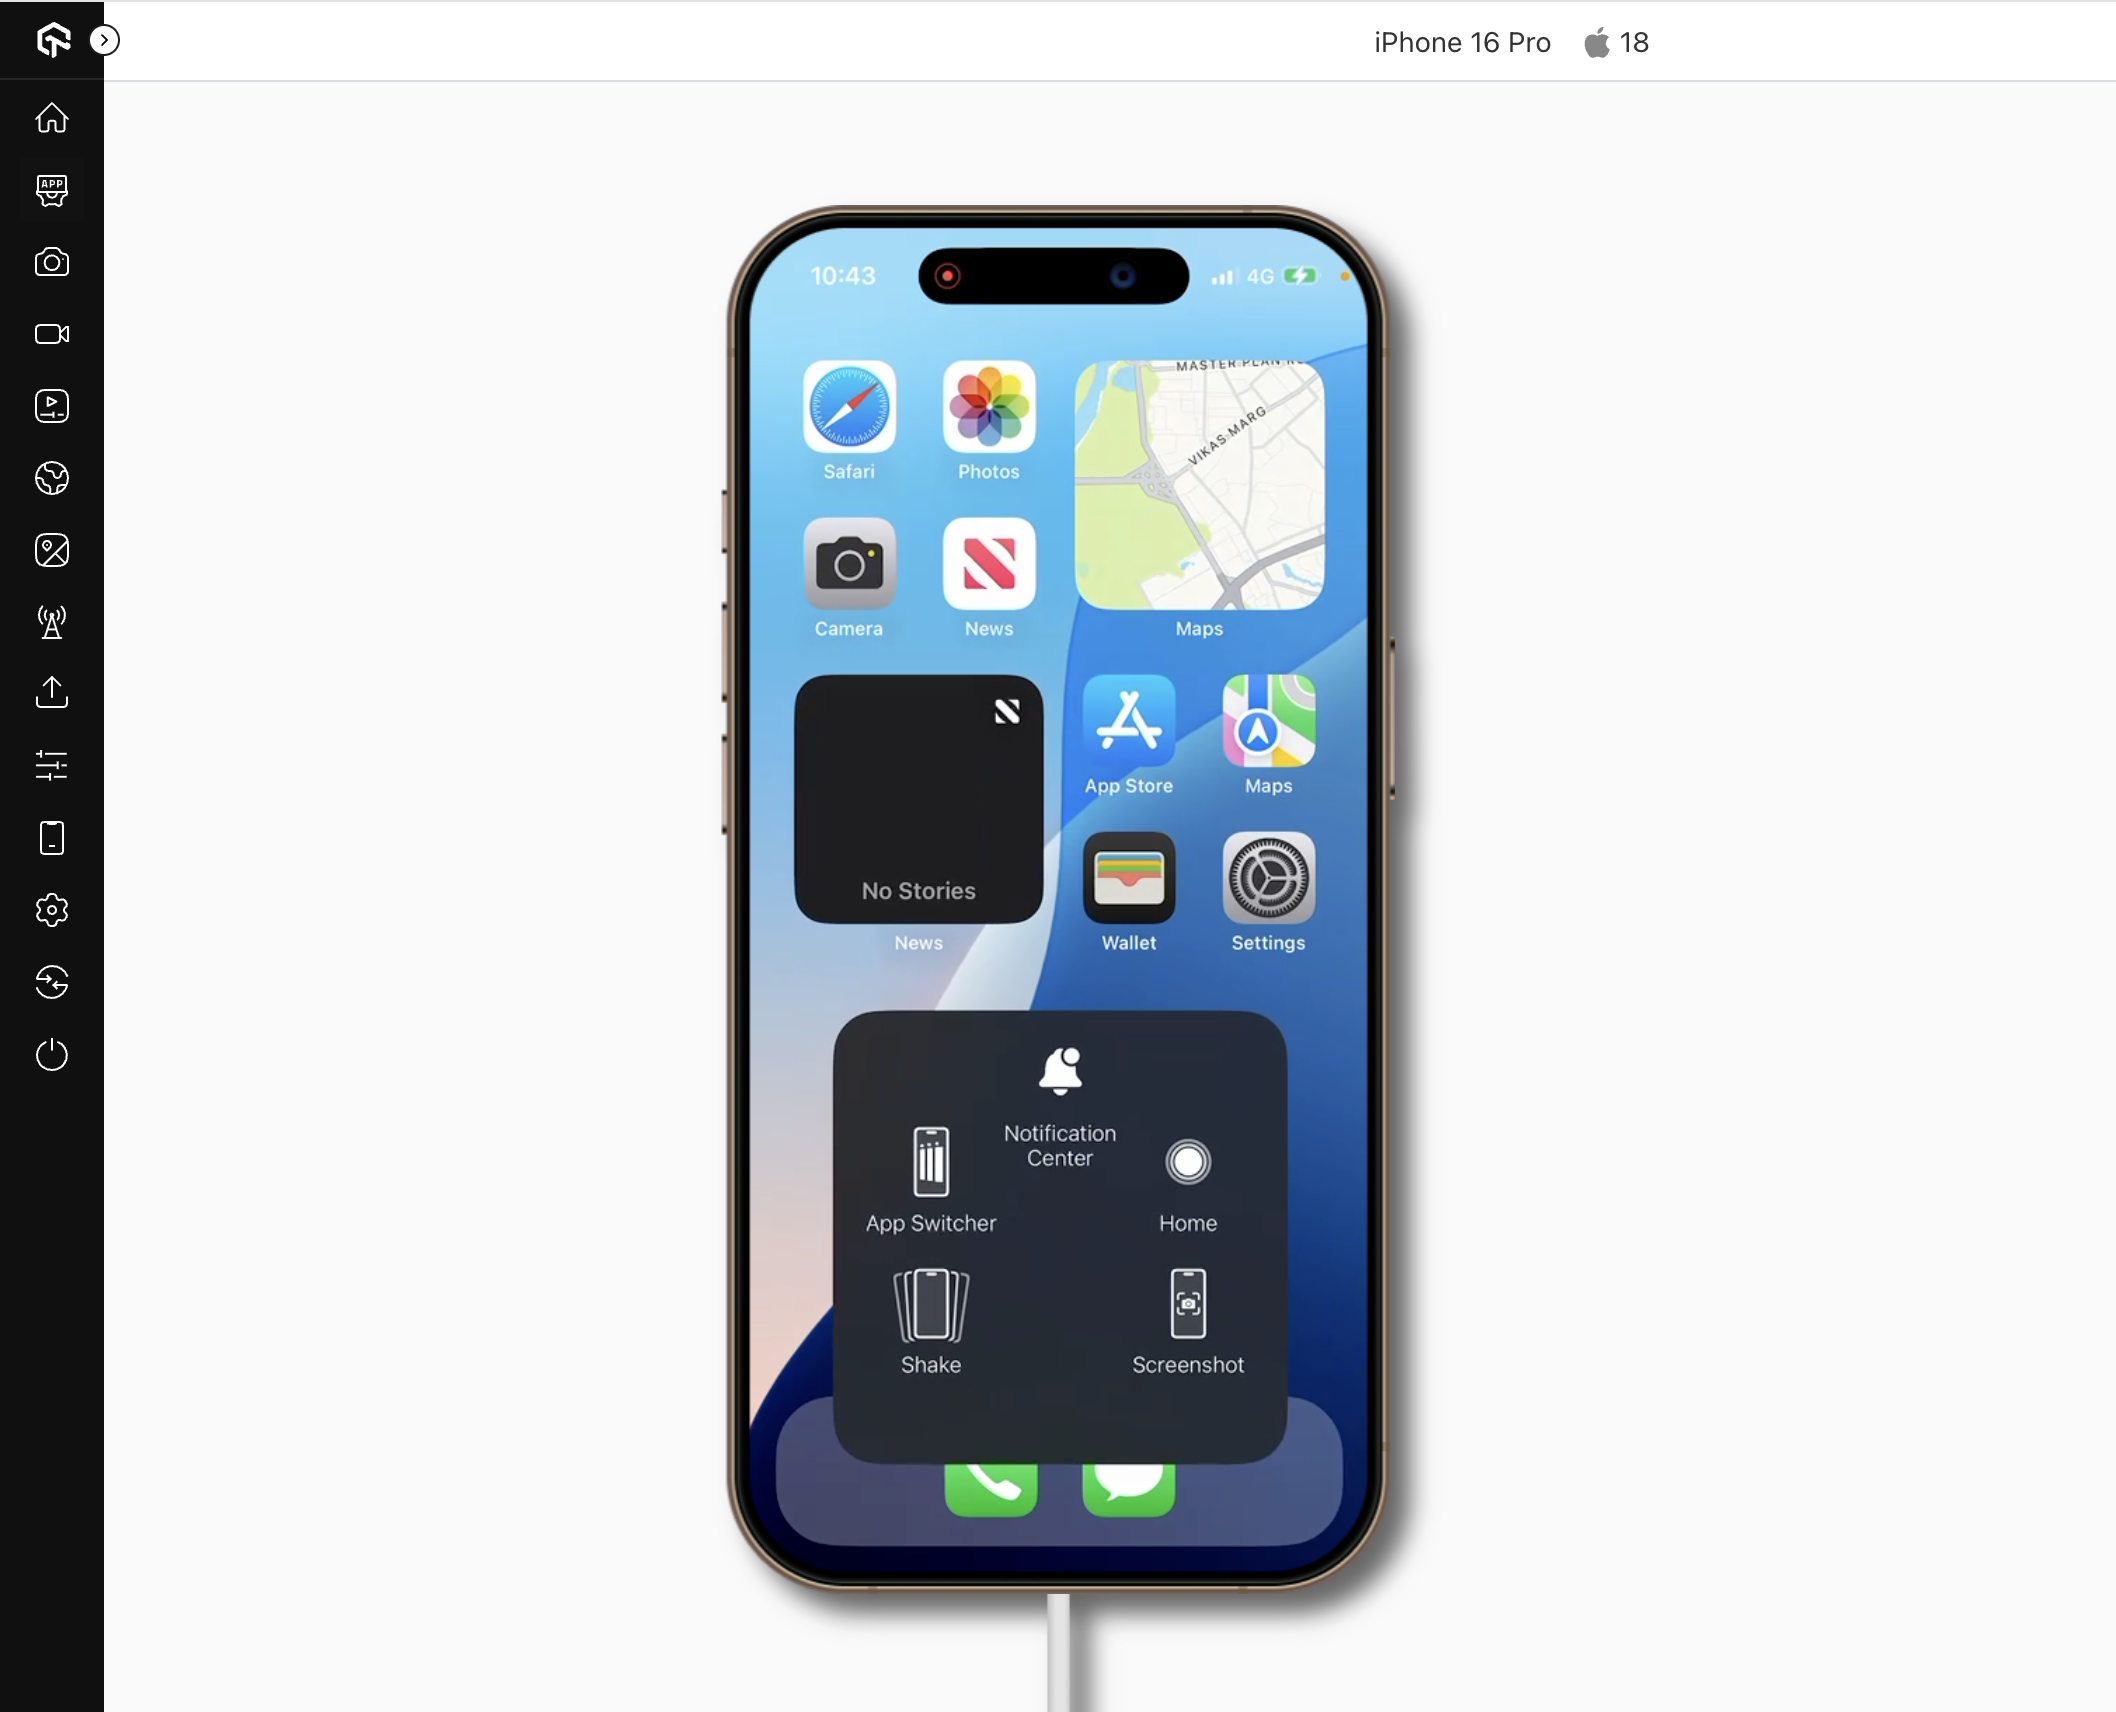 iPhone 16 Pro 18
APP
10:43 4G
MASTER PLAN
VIKAS MARG
Safari Photos
Camera News Maps
No Stories
News
App Store Maps
Wallet Settings
Notification
Center
App Switcher Home
Shake Screenshot